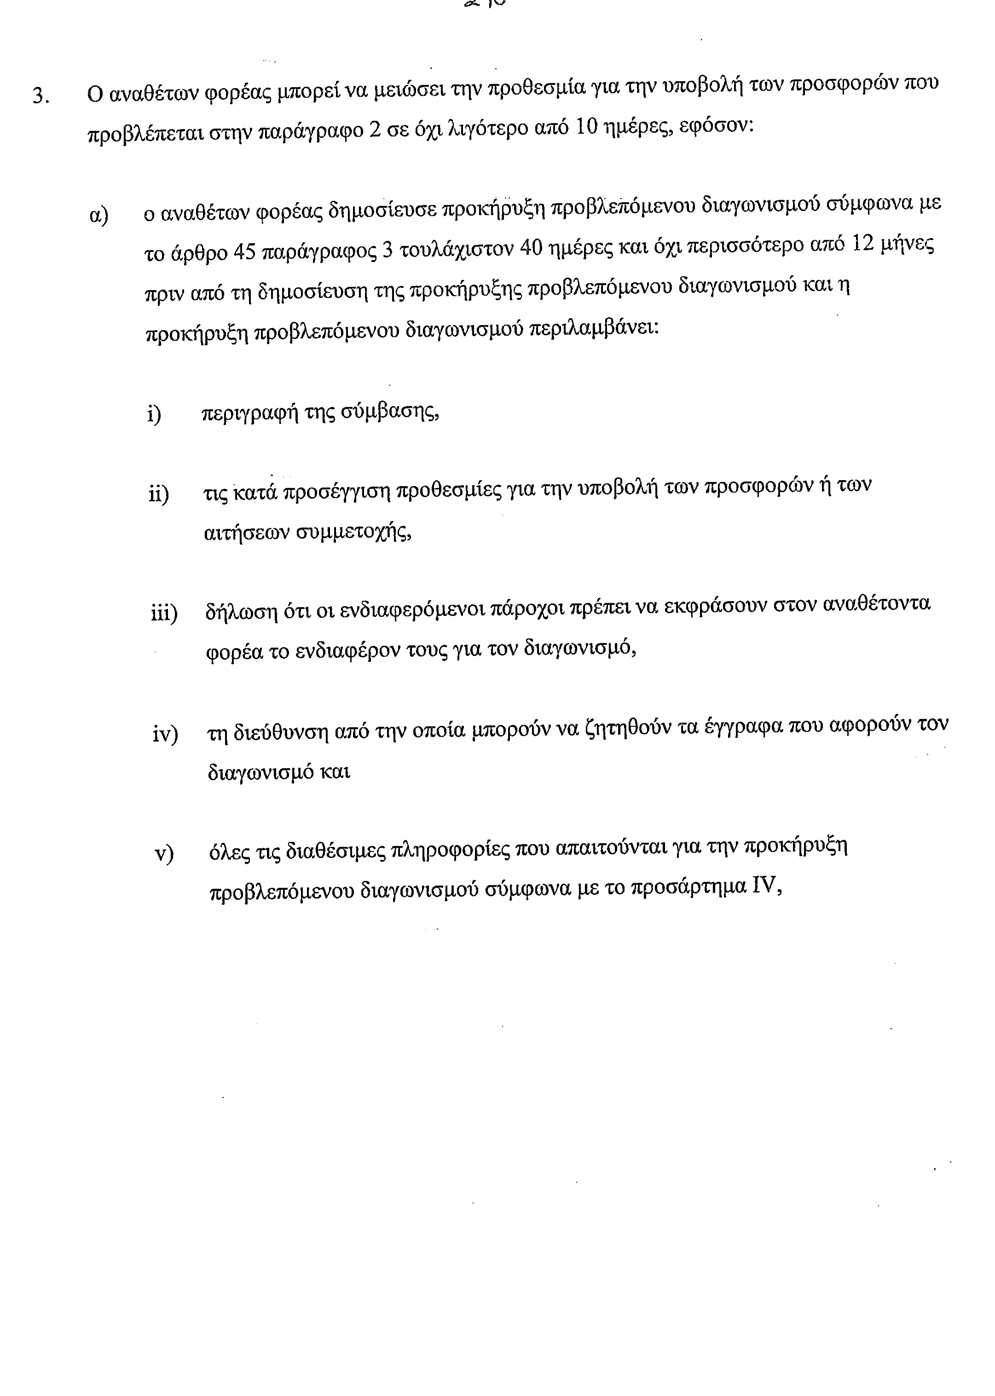 3. Ο αναθέτων φορέας μπορεί να μειώσει την προθεσμία για την υποβολή των προσφορών που
προβλέπεται στην παράγραφο 2 σε όχι λιγότερο από 10 ημέρες, εφόσον:
α) ο αναθέτων φορέας δημοσίευσε προκήρυξη προβλεπόμενου διαγωνισμού σύμφωνα με
το άρθρο 45 παράγραφος 3 τουλάχιστον 40 ημέρες και όχι περισσότερο από 12 μήνες
πριν από τη δημοσίευση της προκήρυξης προβλεπόμενου διαγωνισμού και η
προκήρυξη προβλεπόμενου διαγωνισμού περιλαμβάνει:
i) περιγραφή της σύμβασης,
ii) τις κατά προσέγγιση προθεσμίες για την υποβολή των προσφορών ή των
αιτήσεων συμμετοχής,
iii) δήλωση ότι οι ενδιαφερόμενοι πάροχοι πρέπει να εκφράσουν στον αναθέτοντα
φορέα το ενδιαφέρον τους για τον διαγωνισμό,
iv) τη διεύθυνση από την οποία μπορούν να ζητηθούν τα έγγραφα που αφορούν τον
διαγωνισμό και
v) όλες τις διαθέσιμες πληροφορίες που απαιτούνται για την προκήρυξη
προβλεπόμενου διαγωνισμού σύμφωνα με το προσάρτημα IV,